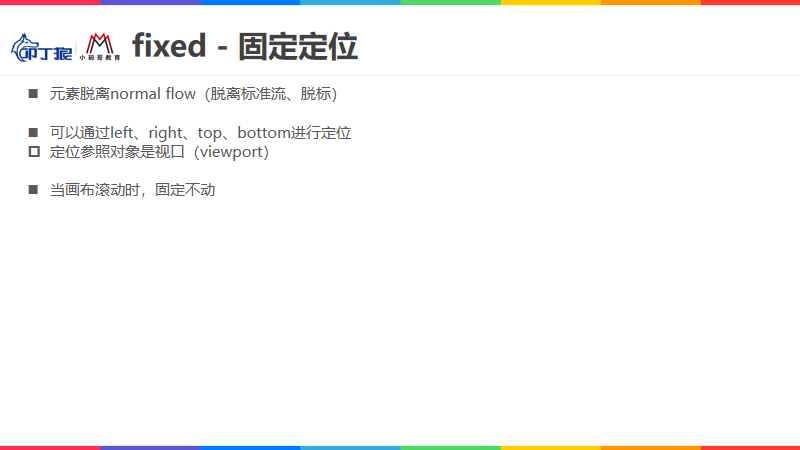 叩丁狼
小码哥教育
fixed - 固定定位
元素脱离normal flow（脱离标准流、脱标）
可以通过left、right、top、bottom进行定位
定位参照对象是视口（viewport）
当画布滚动时，固定不动